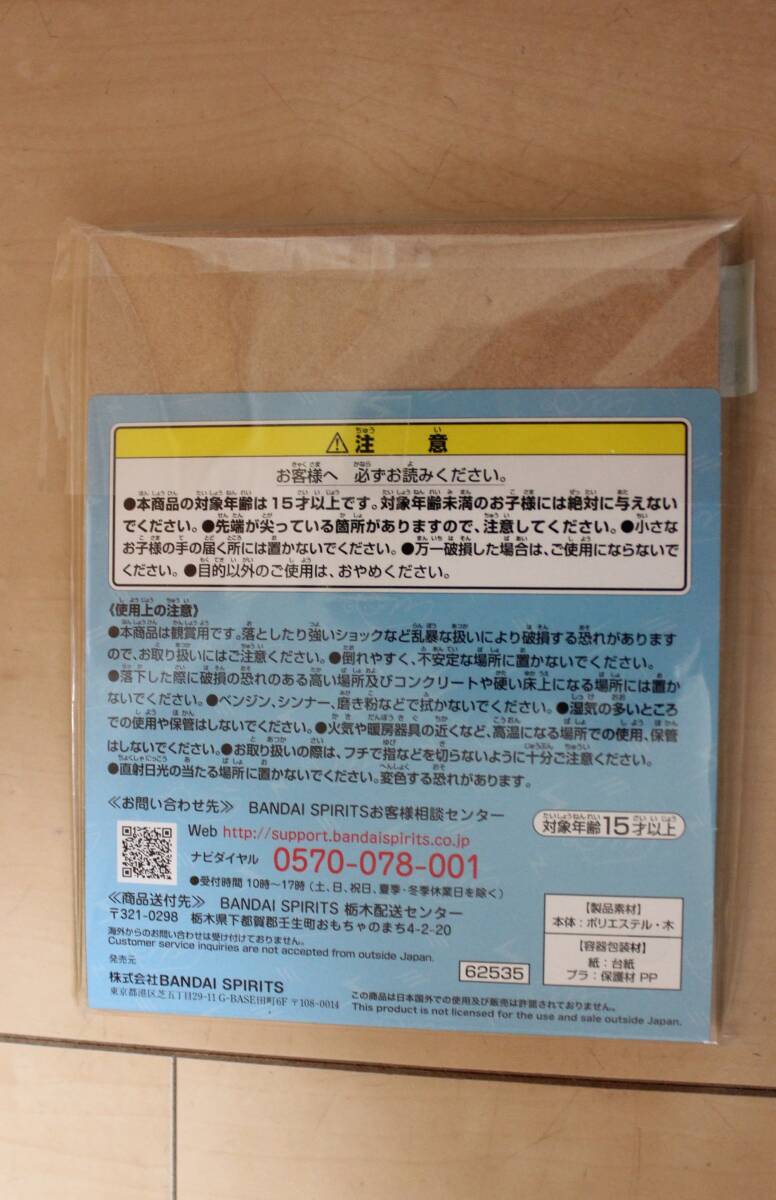 ⚠注 意
お客様へ 必ずお読みください。
●本商品の対象年齢は15才以上です。対象年齢未満のお子様には絶対に与えない
でください。●先端が尖っている箇所がありますので、注意してください。●小さな
お子様の手の届く所には置かないでください。●万一破損した場合は、ご使用にならないで
ください。●目的以外のご使用は、おやめください。
《使用上の注意》
●本商品は観賞用です。落としたり強いショックなど乱暴な扱いにより破損する恐れがあります
ので、お取り扱いにはご注意ください。●倒れやすく、不安定な場所に置かないでください。
●落下した際に破損の恐れのある高い場所及びコンクリートや硬い床上になる場所には置か
ないでください。●ベンジン、シンナー、磨き粉などで拭かないでください。●湿気の多いところ
での使用や保管はしないでください。●火気や暖房器具の近くなど、高温になる場所での使用、保管
はしないでください。●お取り扱いの際は、フチで指などを切らないように十分ご注意ください。
●直射日光の当たる場所に置かないでください。変色する恐れがあります。
≪お問い合わせ先≫ BANDAI SPIRITSお客様相談センター
Web http://support.bandaispirits.co.jp
ナビダイヤル 0570-078-001
●受付時間 10時〜17時 (土、日、祝日、夏季・冬季休業日を除く)
対象年齢15才以上
≪商品送付先≫ BANDAI SPIRITS 栃木配送センター
〒321-0298 栃木県下都賀郡壬生町おもちゃのまち4-2-20
海外からのお問い合わせは受け付けておりません。
Customer service inquiries are not accepted from outside Japan.
発売元
株式会社BANDAI SPIRITS
東京都港区芝五丁目29-11 G-BASE田町6F 〒108-0014
62535
【製品素材】
本体:ポリエステル・木
【容器包装材】
紙:台紙
プラ:保護材 PP
この商品は日本国外での使用及び販売は許諾されておりません。
This product is not licensed for the use and sale outside Japan.